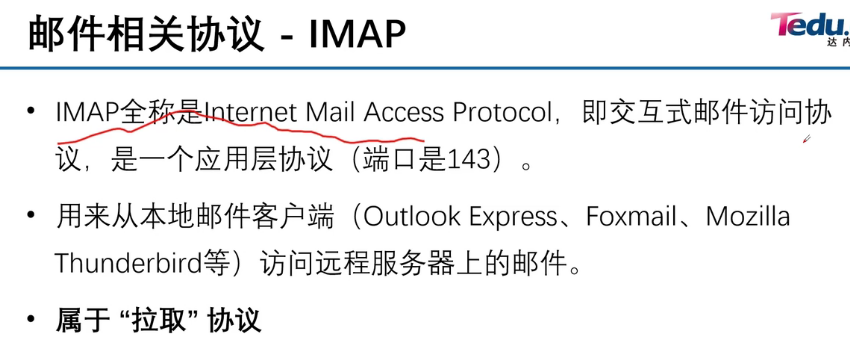 邮件相关协议 - IMAP
Tedu.
达内
• IMAP全称是Internet Mail Access Protocol，即交互式邮件访问协
议，是一个应用层协议（端口是143）。
• 用来从本地邮件客户端（Outlook Express、Foxmail、Mozilla
Thunderbird等）访问远程服务器上的邮件。
• 属于 “拉取” 协议